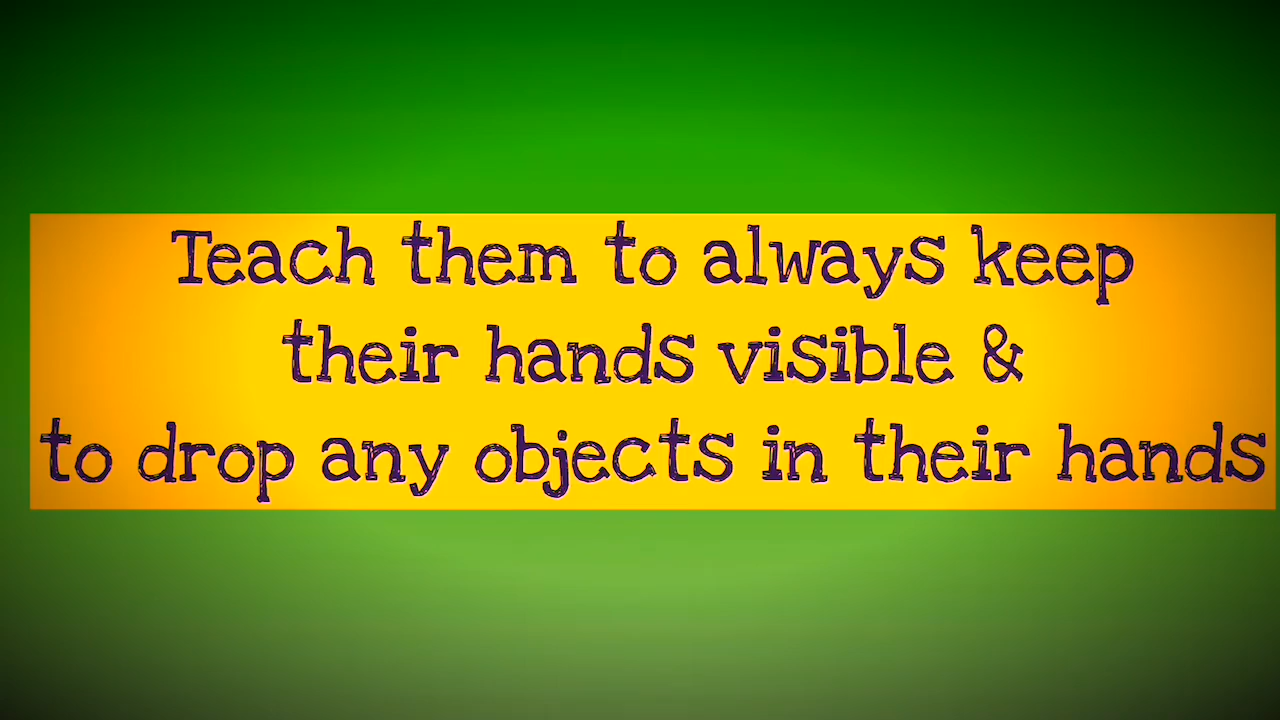 Teach them to always keep
their hands visible &
to drop any objects in their hands